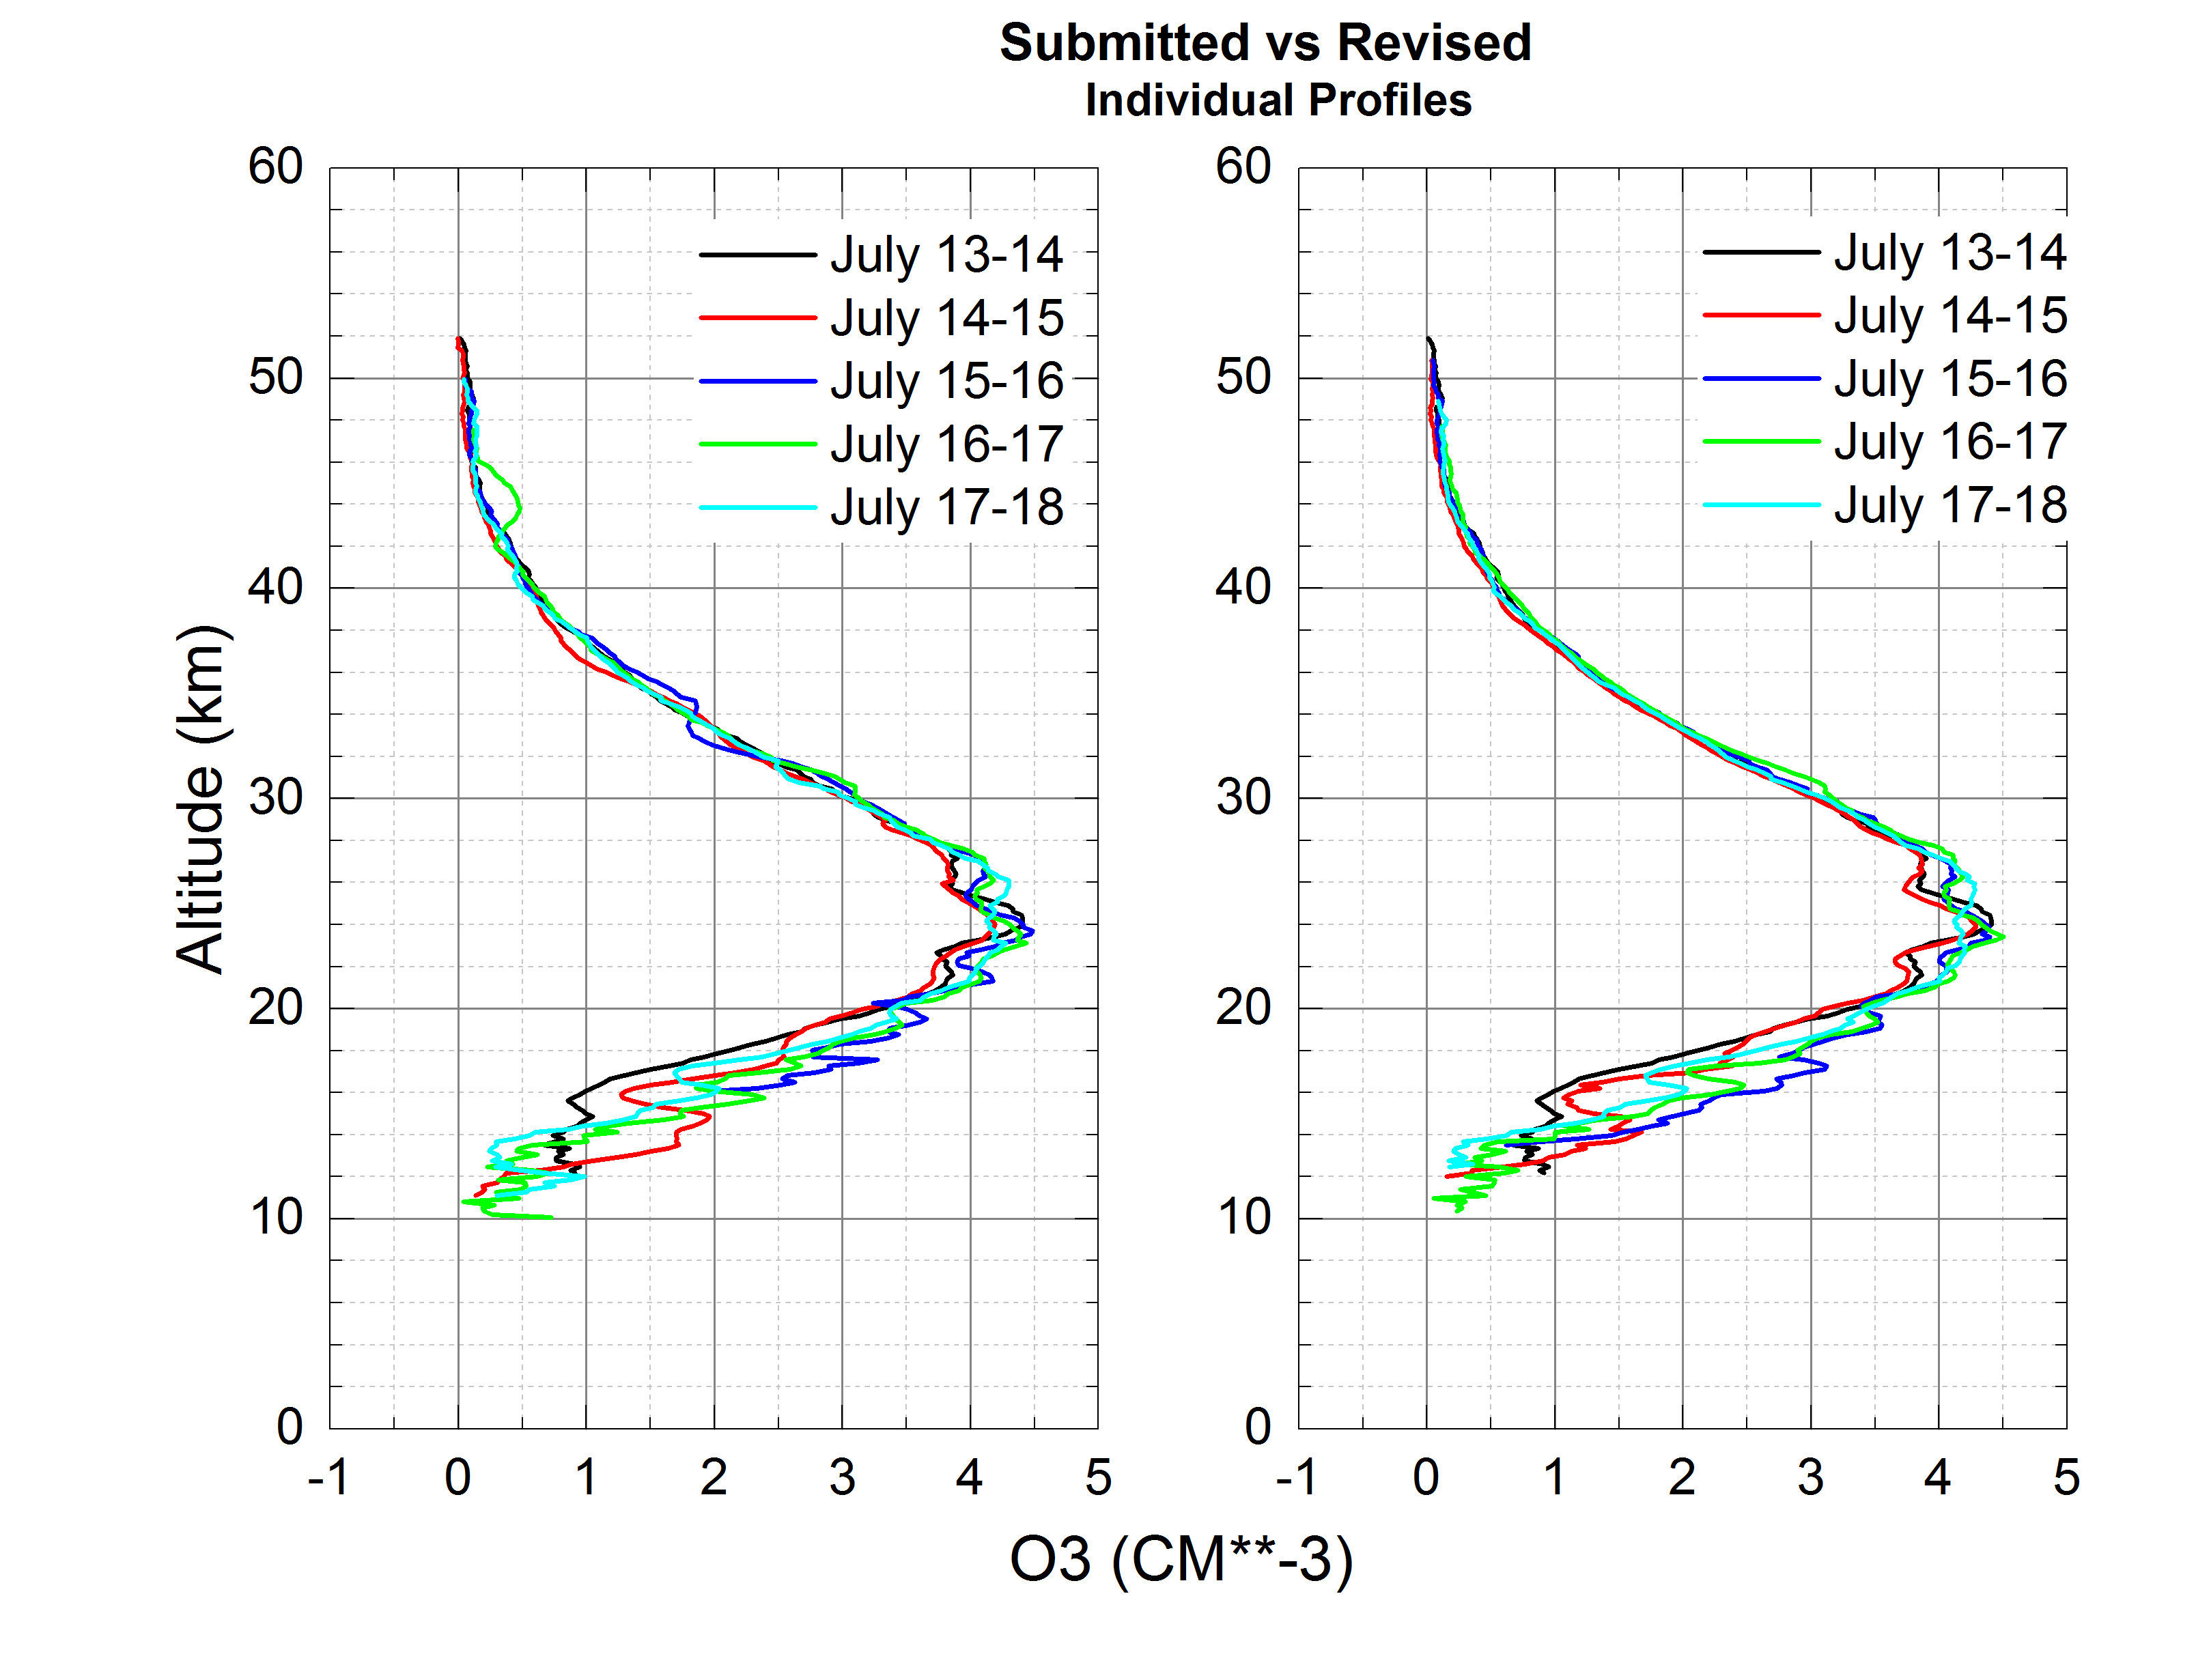 Submitted vs Revised
Individual Profiles
Altitude (km)
60
50
40
30
20
10
0
-1 0 1 2 3 4 5
July 13-14
July 14-15
July 15-16
July 16-17
July 17-18
60
50
40
30
20
10
0
-1 0 1 2 3 4 5
July 13-14
July 14-15
July 15-16
July 16-17
July 17-18
O3 (CM**-3)